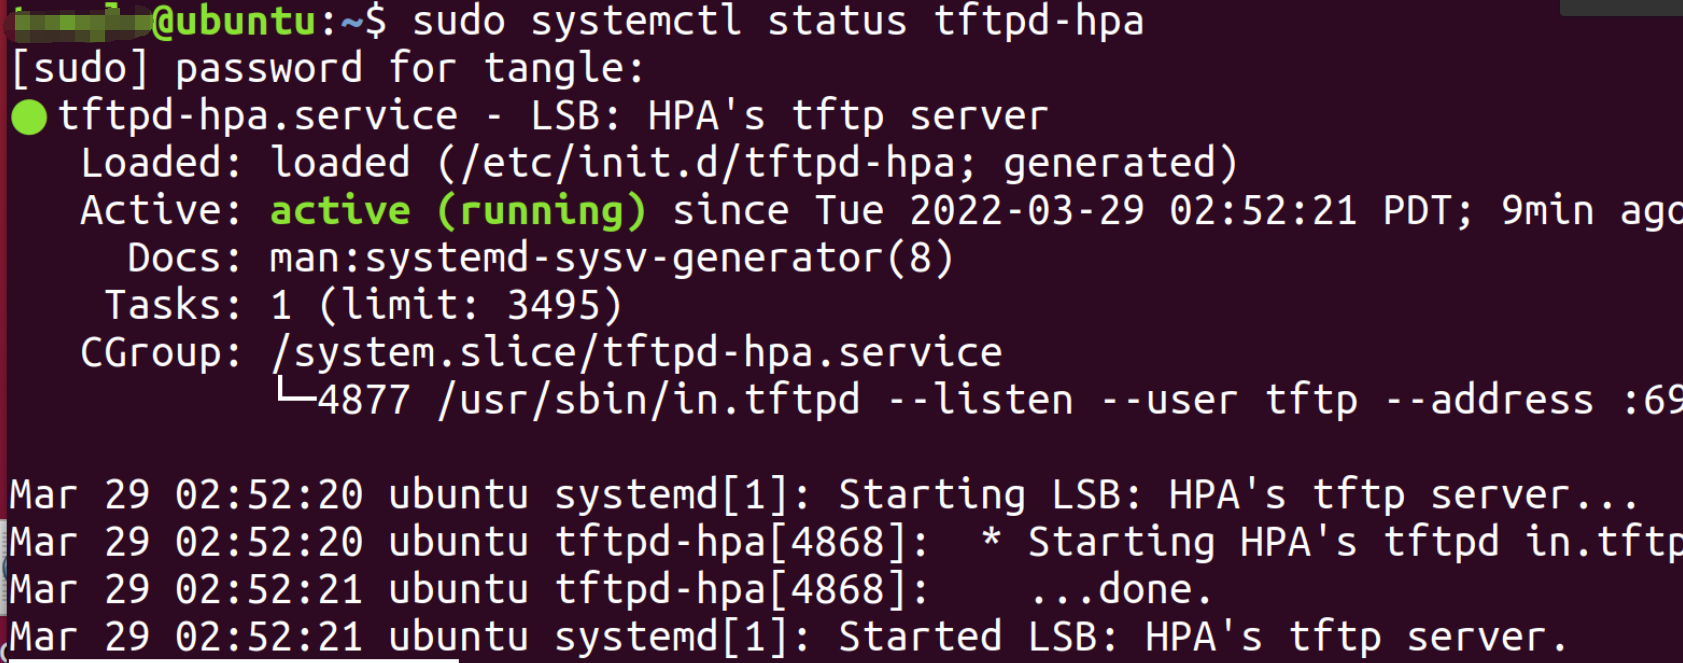 @ubuntu:~$ sudo systemctl status tftpd-hpa
[sudo] password for tangle:
tftpd-hpa.service - LSB: HPA's tftp server
Loaded: loaded (/etc/init.d/tftpd-hpa; generated)
Active: active (running) since Tue 2022-03-29 02:52:21 PDT; 9min ago
Docs: man:systemd-sysv-generator(8)
Tasks: 1 (limit: 3495)
CGroup: /system.slice/tftpd-hpa.service
└─4877 /usr/sbin/in.tftpd --listen --user tftp --address :69
Mar 29 02:52:20 ubuntu systemd[1]: Starting LSB: HPA's tftp server...
Mar 29 02:52:20 ubuntu tftpd-hpa[4868]:  * Starting HPA's tftpd in.tftp
Mar 29 02:52:21 ubuntu tftpd-hpa[4868]:    ...done.
Mar 29 02:52:21 ubuntu systemd[1]: Started LSB: HPA's tftp server.